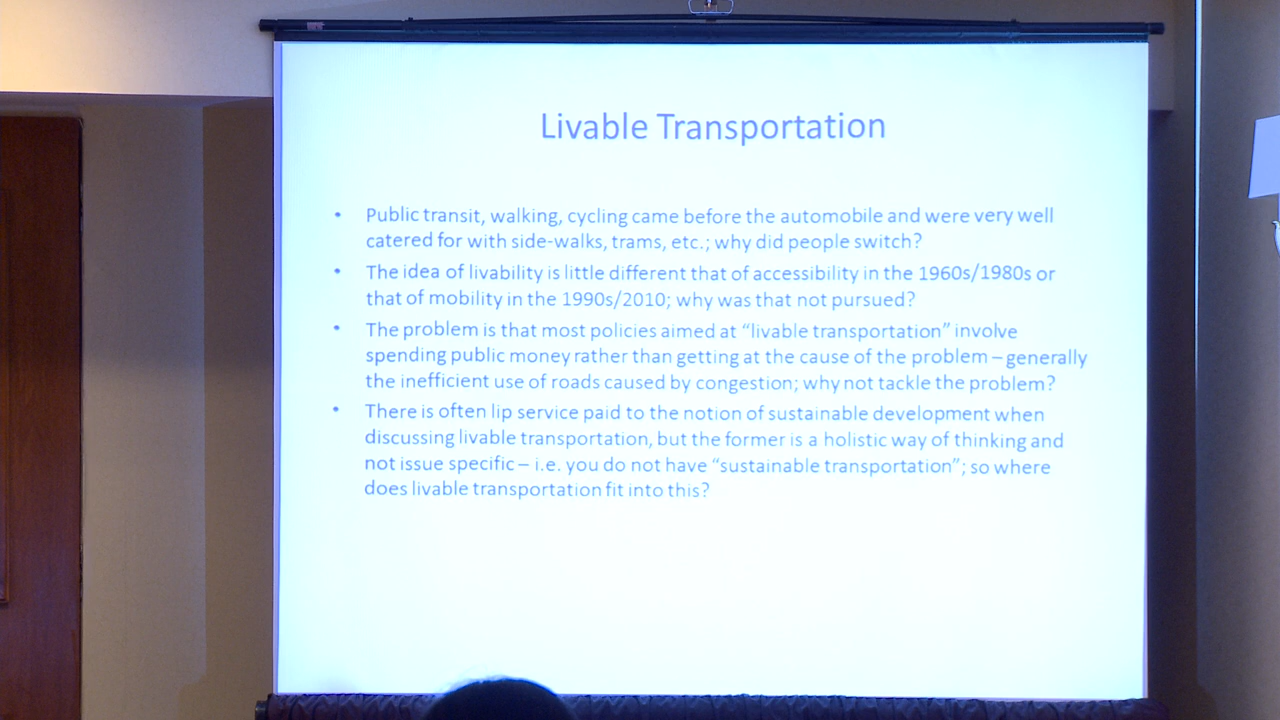 Livable Transportation
• Public transit, walking, cycling came before the automobile and were very well
catered for with side-walks, trams, etc.; why did people switch?
• The idea of livability is little different that of accessibility in the 1960s/1980s or
that of mobility in the 1990s/2010; why was that not pursued?
• The problem is that most policies aimed at “livable transportation” involve
spending public money rather than getting at the cause of the problem – generally
the inefficient use of roads caused by congestion; why not tackle the problem?
• There is often lip service paid to the notion of sustainable development when
discussing livable transportation, but the former is a holistic way of thinking and
not issue specific – i.e. you do not have “sustainable transportation”; so where
does livable transportation fit into this?